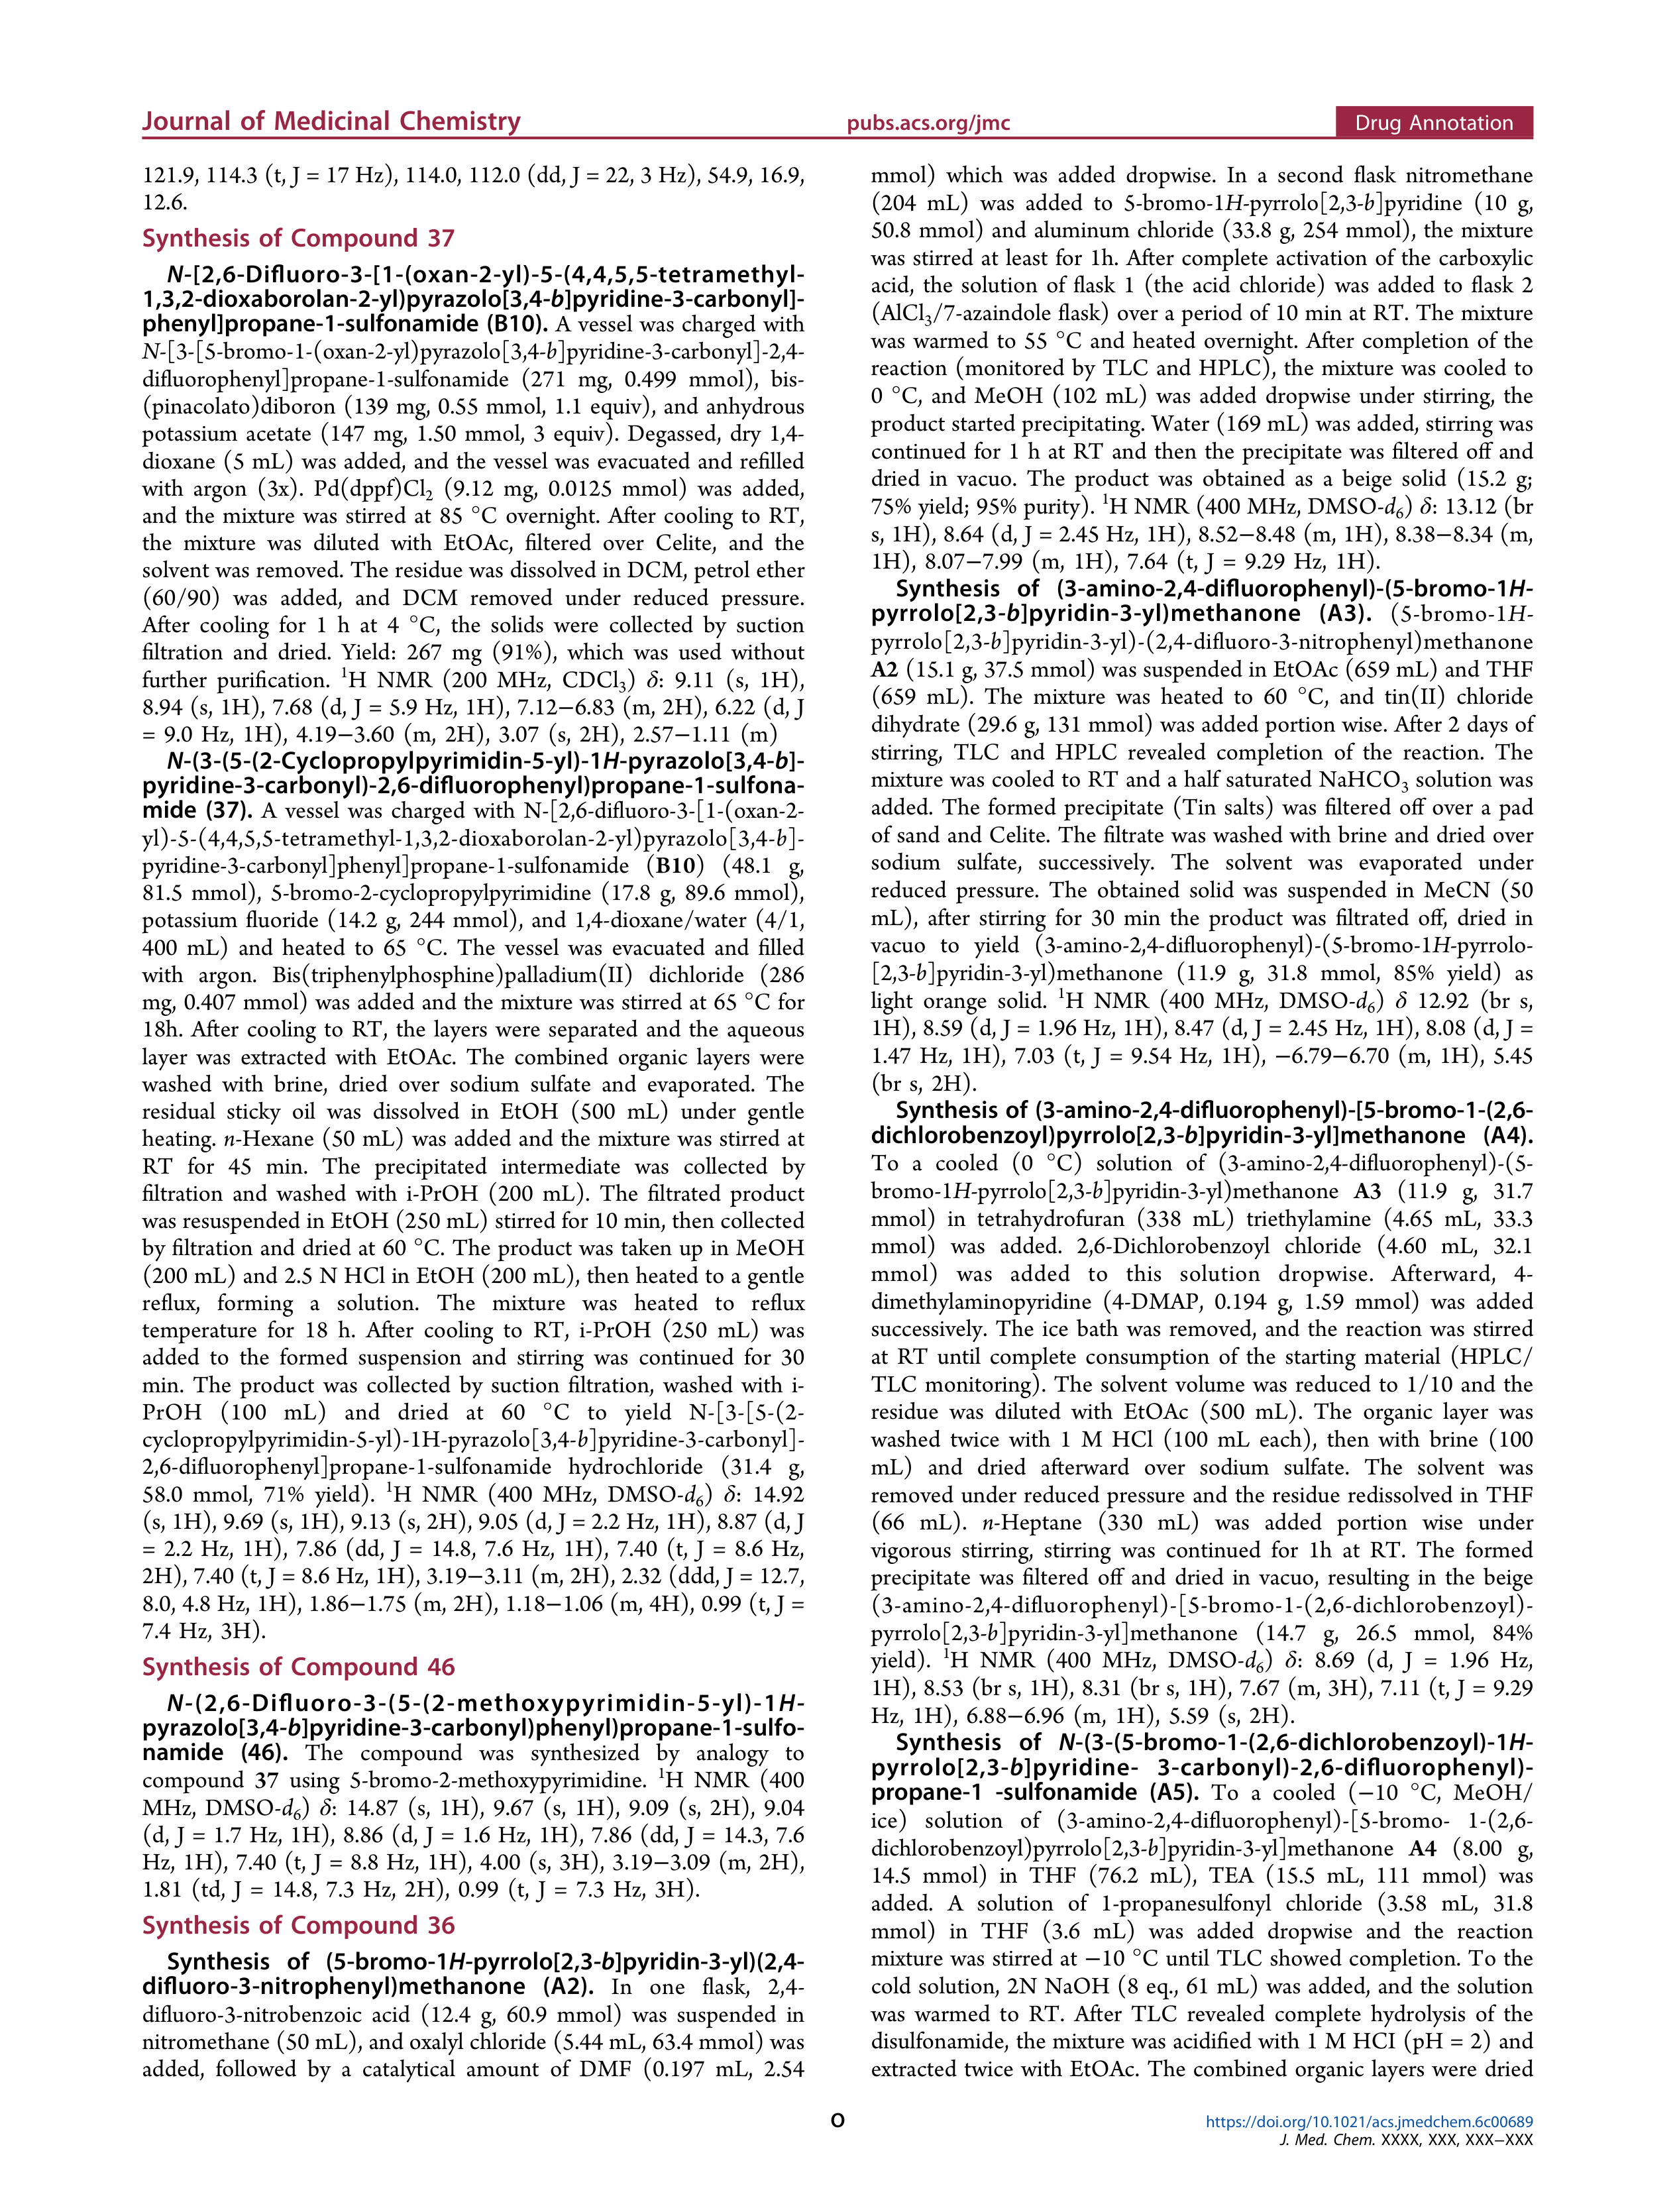 Journal of Medicinal Chemistry
pubs.acs.org/jmc
Drug Annotation
121.9, 114.3 (t, J = 17 Hz), 114.0, 112.0 (dd, J = 22, 3 Hz), 54.9, 16.9,
12.6.
Synthesis of Compound 37
N-[2,6-Difluoro-3-[1-(oxan-2-yl)-5-(4,4,5,5-tetramethyl-
1,3,2-dioxaborolan-2-yl)pyrazolo[3,4-b]pyridine-3-carbonyl]-
phenyl]propane-1-sulfonamide (B10). A vessel was charged with
N-[3-[5-bromo-1-(oxan-2-yl)pyrazolo[3,4-b]pyridine-3-carbonyl]-2,4-
difluorophenyl]propane-1-sulfonamide (271 mg, 0.499 mmol), bis-
(pinacolato)diboron (139 mg, 0.55 mmol, 1.1 equiv), and anhydrous
potassium acetate (147 mg, 1.50 mmol, 3 equiv). Degassed, dry 1,4-
dioxane (5 mL) was added, and the vessel was evacuated and refilled
with argon (3x). Pd(dppf)Cl₂ (9.12 mg, 0.0125 mmol) was added,
and the mixture was stirred at 85 °C overnight. After cooling to RT,
the mixture was diluted with EtOAc, filtered over Celite, and the
solvent was removed. The residue was dissolved in DCM, petrol ether
(60/90) was added, and DCM removed under reduced pressure.
After cooling for 1 h at 4 °C, the solids were collected by suction
filtration and dried. Yield: 267 mg (91%), which was used without
further purification. ¹H NMR (200 MHz, CDCl₃) δ: 9.11 (s, 1H),
8.94 (s, 1H), 7.68 (d, J = 5.9 Hz, 1H), 7.12−6.83 (m, 2H), 6.22 (d, J
= 9.0 Hz, 1H), 4.19−3.60 (m, 2H), 3.07 (s, 2H), 2.57−1.11 (m)
N-(3-(5-(2-Cyclopropylpyrimidin-5-yl)-1H-pyrazolo[3,4-b]-
pyridine-3-carbonyl)-2,6-difluorophenyl)propane-1-sulfona-
mide (37). A vessel was charged with N-[2,6-difluoro-3-[1-(oxan-2-
yl)-5-(4,4,5,5-tetramethyl-1,3,2-dioxaborolan-2-yl)pyrazolo[3,4-b]-
pyridine-3-carbonyl]phenyl]propane-1-sulfonamide (B10) (48.1 g,
81.5 mmol), 5-bromo-2-cyclopropylpyrimidine (17.8 g, 89.6 mmol),
potassium fluoride (14.2 g, 244 mmol), and 1,4-dioxane/water (4/1,
400 mL) and heated to 65 °C. The vessel was evacuated and filled
with argon. Bis(triphenylphosphine)palladium(II) dichloride (286
mg, 0.407 mmol) was added and the mixture was stirred at 65 °C for
18h. After cooling to RT, the layers were separated and the aqueous
layer was extracted with EtOAc. The combined organic layers were
washed with brine, dried over sodium sulfate and evaporated. The
residual sticky oil was dissolved in EtOH (500 mL) under gentle
heating. n-Hexane (50 mL) was added and the mixture was stirred at
RT for 45 min. The precipitated intermediate was collected by
filtration and washed with i-PrOH (200 mL). The filtrated product
was resuspended in EtOH (250 mL) stirred for 10 min, then collected
by filtration and dried at 60 °C. The product was taken up in MeOH
(200 mL) and 2.5 N HCl in EtOH (200 mL), then heated to a gentle
reflux, forming a solution. The mixture was heated to reflux
temperature for 18 h. After cooling to RT, i-PrOH (250 mL) was
added to the formed suspension and stirring was continued for 30
min. The product was collected by suction filtration, washed with i-
PrOH (100 mL) and dried at 60 °C to yield N-[3-[5-(2-
cyclopropylpyrimidin-5-yl)-1H-pyrazolo[3,4-b]pyridine-3-carbonyl]-
2,6-difluorophenyl]propane-1-sulfonamide hydrochloride (31.4 g,
58.0 mmol, 71% yield). ¹H NMR (400 MHz, DMSO-d₆) δ: 14.92
(s, 1H), 9.69 (s, 1H), 9.13 (s, 2H), 9.05 (d, J = 2.2 Hz, 1H), 8.87 (d, J
= 2.2 Hz, 1H), 7.86 (dd, J = 14.8, 7.6 Hz, 1H), 7.40 (t, J = 8.6 Hz,
2H), 7.40 (t, J = 8.6 Hz, 1H), 3.19−3.11 (m, 2H), 2.32 (ddd, J = 12.7,
8.0, 4.8 Hz, 1H), 1.86−1.75 (m, 2H), 1.18−1.06 (m, 4H), 0.99 (t, J =
7.4 Hz, 3H).
Synthesis of Compound 46
N-(2,6-Difluoro-3-(5-(2-methoxypyrimidin-5-yl)-1H-
pyrazolo[3,4-b]pyridine-3-carbonyl)phenyl)propane-1-sulfo-
namide (46). The compound was synthesized by analogy to
compound 37 using 5-bromo-2-methoxypyrimidine. ¹H NMR (400
MHz, DMSO-d₆) δ: 14.87 (s, 1H), 9.67 (s, 1H), 9.09 (s, 2H), 9.04
(d, J = 1.7 Hz, 1H), 8.86 (d, J = 1.6 Hz, 1H), 7.86 (dd, J = 14.3, 7.6
Hz, 1H), 7.40 (t, J = 8.8 Hz, 1H), 4.00 (s, 3H), 3.19−3.09 (m, 2H),
1.81 (td, J = 14.8, 7.3 Hz, 2H), 0.99 (t, J = 7.3 Hz, 3H).
Synthesis of Compound 36
Synthesis of (5-bromo-1H-pyrrolo[2,3-b]pyridin-3-yl)(2,4-
difluoro-3-nitrophenyl)methanone (A2). In one flask, 2,4-
difluoro-3-nitrobenzoic acid (12.4 g, 60.9 mmol) was suspended in
nitromethane (50 mL), and oxalyl chloride (5.44 mL, 63.4 mmol) was
added, followed by a catalytical amount of DMF (0.197 mL, 2.54
mmol) which was added dropwise. In a second flask nitromethane
(204 mL) was added to 5-bromo-1H-pyrrolo[2,3-b]pyridine (10 g,
50.8 mmol) and aluminum chloride (33.8 g, 254 mmol), the mixture
was stirred at least for 1h. After complete activation of the carboxylic
acid, the solution of flask 1 (the acid chloride) was added to flask 2
(AlCl₃/7-azaindole flask) over a period of 10 min at RT. The mixture
was warmed to 55 °C and heated overnight. After completion of the
reaction (monitored by TLC and HPLC), the mixture was cooled to
0 °C, and MeOH (102 mL) was added dropwise under stirring, the
product started precipitating. Water (169 mL) was added, stirring was
continued for 1 h at RT and then the precipitate was filtered off and
dried in vacuo. The product was obtained as a beige solid (15.2 g;
75% yield; 95% purity). ¹H NMR (400 MHz, DMSO-d₆) δ: 13.12 (br
s, 1H), 8.64 (d, J = 2.45 Hz, 1H), 8.52−8.48 (m, 1H), 8.38−8.34 (m,
1H), 8.07−7.99 (m, 1H), 7.64 (t, J = 9.29 Hz, 1H).
Synthesis of (3-amino-2,4-difluorophenyl)-(5-bromo-1H-
pyrrolo[2,3-b]pyridin-3-yl)methanone (A3). (5-bromo-1H-
pyrrolo[2,3-b]pyridin-3-yl)-(2,4-difluoro-3-nitrophenyl)methanone
A2 (15.1 g, 37.5 mmol) was suspended in EtOAc (659 mL) and THF
(659 mL). The mixture was heated to 60 °C, and tin(II) chloride
dihydrate (29.6 g, 131 mmol) was added portion wise. After 2 days of
stirring, TLC and HPLC revealed completion of the reaction. The
mixture was cooled to RT and a half saturated NaHCO₃ solution was
added. The formed precipitate (Tin salts) was filtered off over a pad
of sand and Celite. The filtrate was washed with brine and dried over
sodium sulfate, successively. The solvent was evaporated under
reduced pressure. The obtained solid was suspended in MeCN (50
mL), after stirring for 30 min the product was filtrated off, dried in
vacuo to yield (3-amino-2,4-difluorophenyl)-(5-bromo-1H-pyrrolo-
[2,3-b]pyridin-3-yl)methanone (11.9 g, 31.8 mmol, 85% yield) as
light orange solid. ¹H NMR (400 MHz, DMSO-d₆) δ 12.92 (br s,
1H), 8.59 (d, J = 1.96 Hz, 1H), 8.47 (d, J = 2.45 Hz, 1H), 8.08 (d, J =
1.47 Hz, 1H), 7.03 (t, J = 9.54 Hz, 1H), −6.79−6.70 (m, 1H), 5.45
(br s, 2H).
Synthesis of (3-amino-2,4-difluorophenyl)-[5-bromo-1-(2,6-
dichlorobenzoyl)pyrrolo[2,3-b]pyridin-3-yl]methanone (A4).
To a cooled (0 °C) solution of (3-amino-2,4-difluorophenyl)-(5-
bromo-1H-pyrrolo[2,3-b]pyridin-3-yl)methanone A3 (11.9 g, 31.7
mmol) in tetrahydrofuran (338 mL) triethylamine (4.65 mL, 33.3
mmol) was added. 2,6-Dichlorobenzoyl chloride (4.60 mL, 32.1
mmol) was added to this solution dropwise. Afterward, 4-
dimethylaminopyridine (4-DMAP, 0.194 g, 1.59 mmol) was added
successively. The ice bath was removed, and the reaction was stirred
at RT until complete consumption of the starting material (HPLC/
TLC monitoring). The solvent volume was reduced to 1/10 and the
residue was diluted with EtOAc (500 mL). The organic layer was
washed twice with 1 M HCl (100 mL each), then with brine (100
mL) and dried afterward over sodium sulfate. The solvent was
removed under reduced pressure and the residue redissolved in THF
(66 mL). n-Heptane (330 mL) was added portion wise under
vigorous stirring, stirring was continued for 1h at RT. The formed
precipitate was filtered off and dried in vacuo, resulting in the beige
(3-amino-2,4-difluorophenyl)-[5-bromo-1-(2,6-dichlorobenzoyl)-
pyrrolo[2,3-b]pyridin-3-yl]methanone (14.7 g, 26.5 mmol, 84%
yield). ¹H NMR (400 MHz, DMSO-d₆) δ: 8.69 (d, J = 1.96 Hz,
1H), 8.53 (br s, 1H), 8.31 (br s, 1H), 7.67 (m, 3H), 7.11 (t, J = 9.29
Hz, 1H), 6.88−6.96 (m, 1H), 5.59 (s, 2H).
Synthesis of N-(3-(5-bromo-1-(2,6-dichlorobenzoyl)-1H-
pyrrolo[2,3-b]pyridine- 3-carbonyl)-2,6-difluorophenyl)-
propane-1 -sulfonamide (A5). To a cooled (−10 °C, MeOH/
ice) solution of (3-amino-2,4-difluorophenyl)-[5-bromo- 1-(2,6-
dichlorobenzoyl)pyrrolo[2,3-b]pyridin-3-yl]methanone A4 (8.00 g,
14.5 mmol) in THF (76.2 mL), TEA (15.5 mL, 111 mmol) was
added. A solution of 1-propanesulfonyl chloride (3.58 mL, 31.8
mmol) in THF (3.6 mL) was added dropwise and the reaction
mixture was stirred at −10 °C until TLC showed completion. To the
cold solution, 2N NaOH (8 eq., 61 mL) was added, and the solution
was warmed to RT. After TLC revealed complete hydrolysis of the
disulfonamide, the mixture was acidified with 1 M HCI (pH = 2) and
extracted twice with EtOAc. The combined organic layers were dried
O
https://doi.org/10.1021/acs.jmedchem.6c00689
J. Med. Chem. XXXX, XXX, XXX−XXX